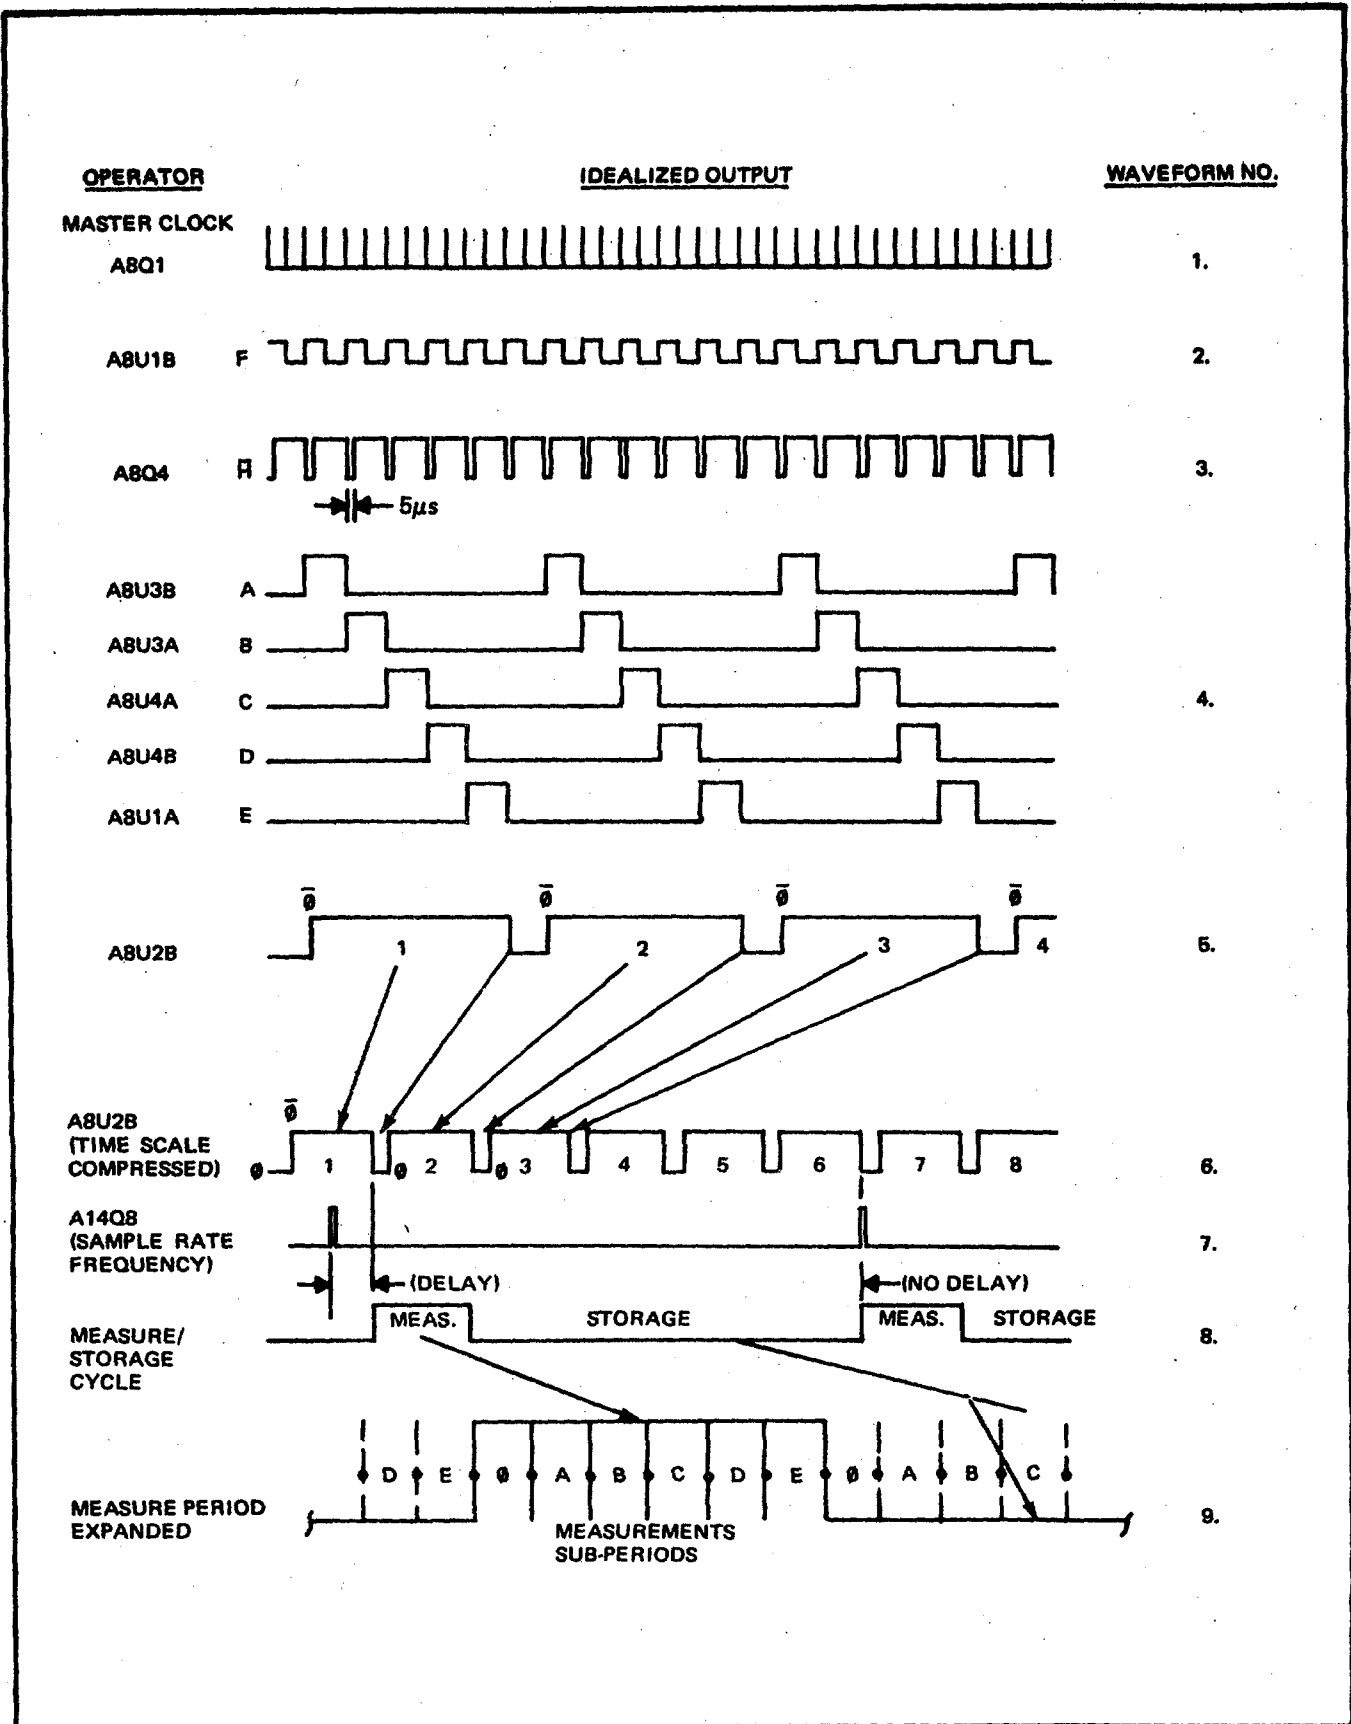 OPERATOR IDEALIZED OUTPUT WAVEFORM NO.
MASTER CLOCK
A8Q1 1.
A8U1B F 2.
A8Q4 H̅ 3.
5µs
A8U3B A
A8U3A B
A8U4A C 4.
A8U4B D
A8U1A E
Ø̅ Ø̅ Ø̅ Ø̅
A8U2B 1 2 3 4 5.
Ø̅
A8U2B
(TIME SCALE
COMPRESSED) Ø 1 Ø 2 Ø 3 4 5 6 7 8 6.
A14Q8
(SAMPLE RATE 7.
FREQUENCY)
(DELAY) (NO DELAY)
MEAS. STORAGE MEAS. STORAGE
MEASURE/ 8.
STORAGE
CYCLE
D E Ø A B C D E Ø A B C
MEASURE PERIOD 9.
EXPANDED MEASUREMENTS
SUB-PERIODS